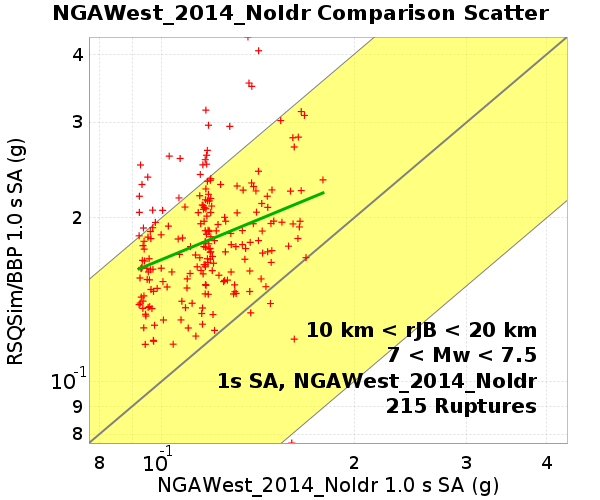 NGAWest_2014_NoIdr Comparison Scatter
4
3
2
10⁻¹
9
8
RSQSim/BBP 1.0 s SA (g)
10 km < rJB < 20 km
7 < Mw < 7.5
1s SA, NGAWest_2014_NoIdr
215 Ruptures
8 10⁻¹ 2 3 4
NGAWest_2014_NoIdr 1.0 s SA (g)